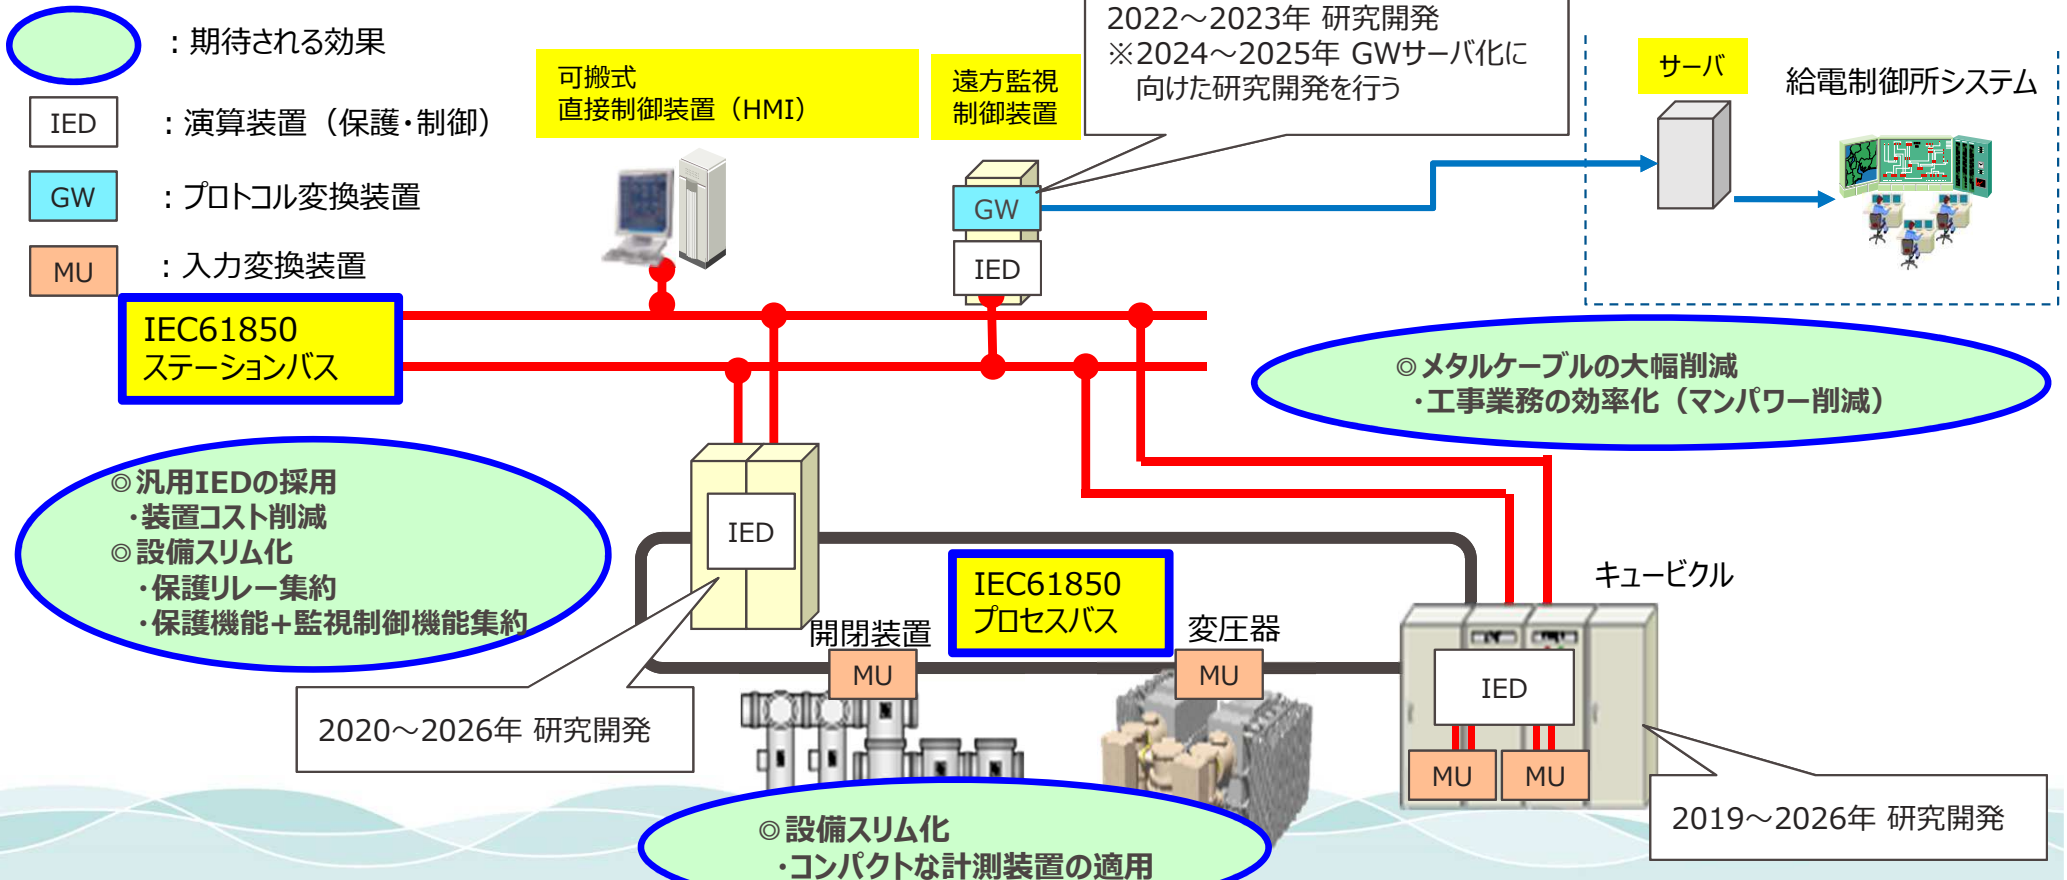 ：期待される効果
IED
：演算装置（保護・制御）
GW
：プロトコル変換装置
MU
：入力変換装置
可搬式
直接制御装置（HMI）
遠方監視
制御装置
2022～2023年 研究開発
※2024～2025年 GWサーバ化に
向けた研究開発を行う
サーバ
給電制御所システム
GW
IED
IEC61850
ステーションバス
◎メタルケーブルの大幅削減
・工事業務の効率化（マンパワー削減）
◎汎用IEDの採用
・装置コスト削減
◎設備スリム化
・保護リレー集約
・保護機能＋監視制御機能集約
IED
IEC61850
プロセスバス
キュービクル
開閉装置
MU
変圧器
MU
IED
MU
MU
2020～2026年 研究開発
2019～2026年 研究開発
◎設備スリム化
・コンパクトな計測装置の適用